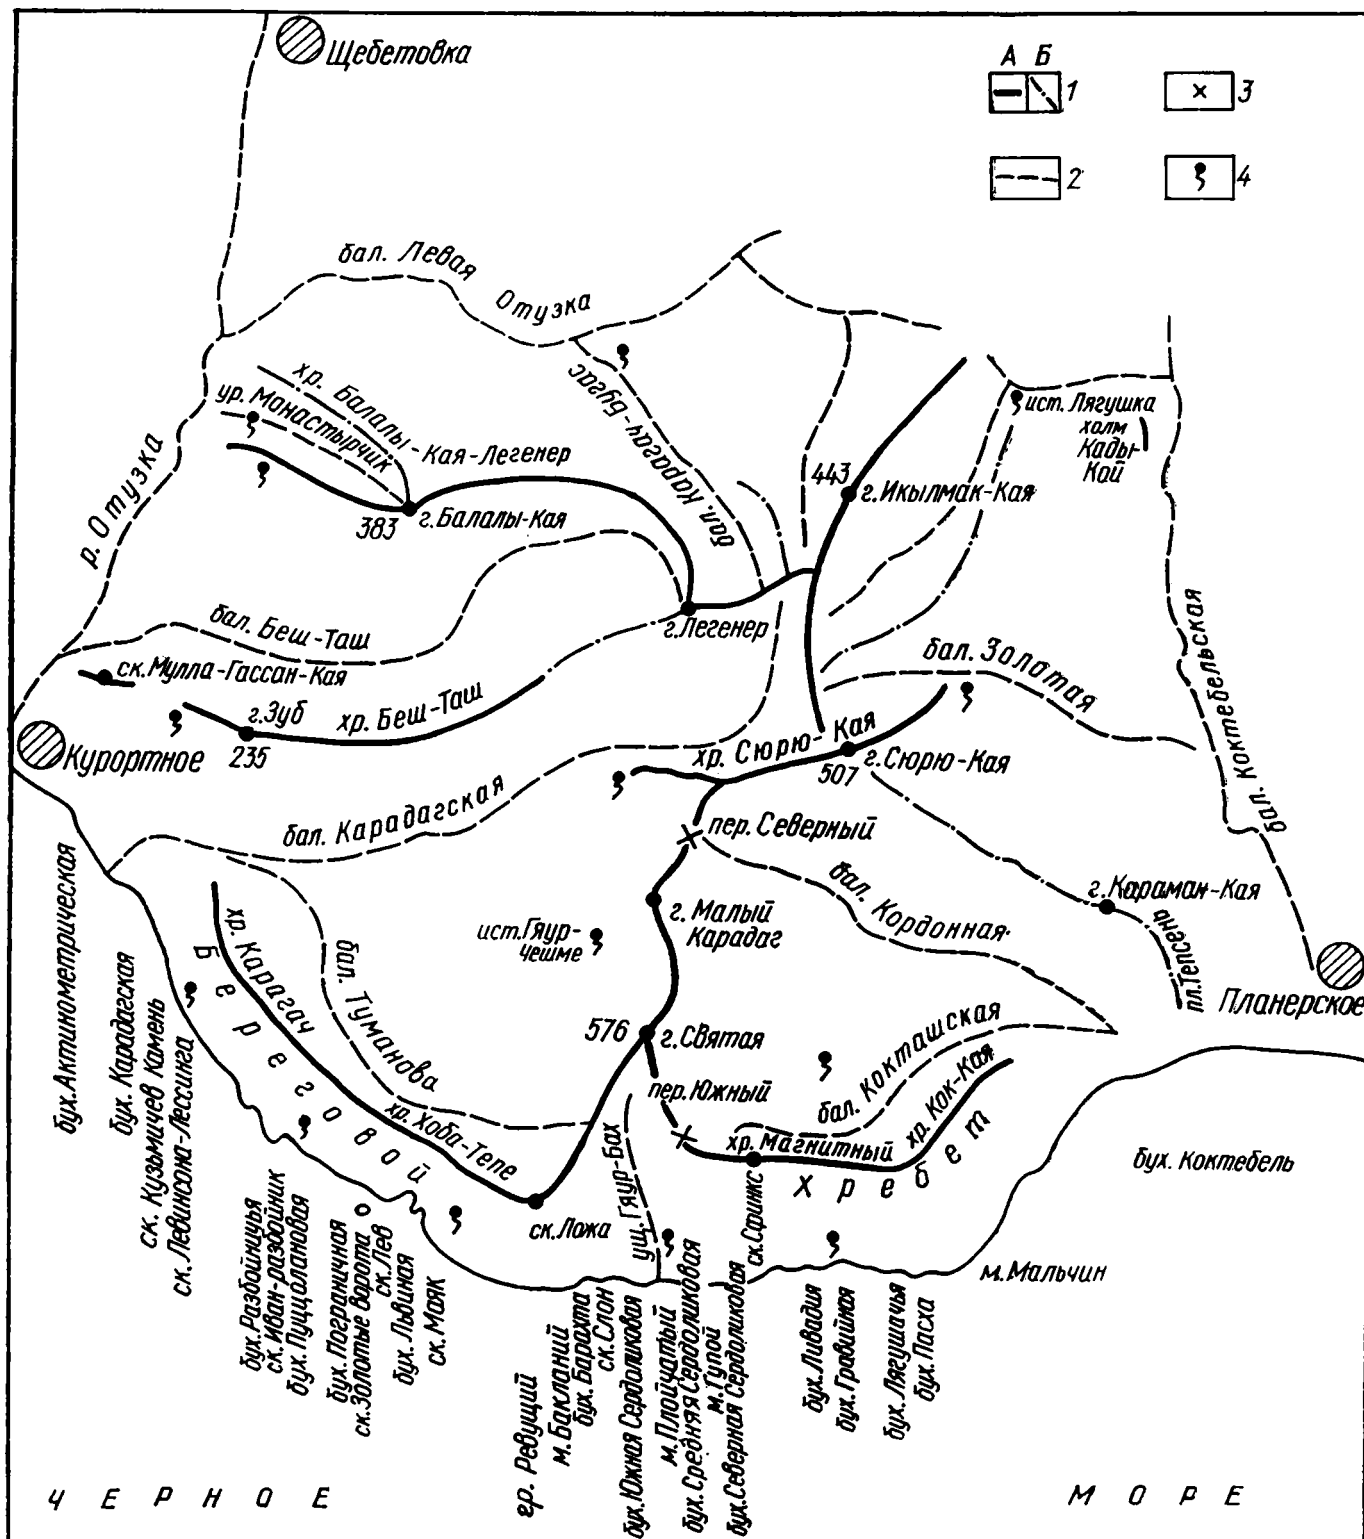 Щебетовка
А Б
1
3
2
4
бал. Левая
Отузка
хр. Балалы-
Кая-Легенер
ур. Манастырчик
бал. Карагач-Бугас
ист. Лягушка
холм
Кады-
Кой
443
г. Икылмак-Кая
р. Отузка
383
г. Балалы-Кая
бал. Беш-Таш
г. Легенер
бал. Золатая
бал. Коктебельская
ск. Мулла-Гассан-Кая
г. Зуб
235
хр. Беш-Таш
Курортное
хр. Сюрю-Кая
507
г. Сюрю-Кая
бал. Карадагская
пер. Северный
бал. Кордонная
г. Караман-Кая
пл. Тепсень
Планерское
г. Малый
Карадаг
ист. Гяур-
чешме
хр. Карагач
бал. Туманова
576
г. Святая
пер. Южный
бал. Кокташская
хр. Кок-Кая
хр. Магнитный
Береговой
Хребет
хр. Хоба-Тепе
ск. Ложа
ущ. Гяур-Бах
ск. Сфинкс
бух. Коктебель
м. Мальчин
бух. Актинометрическая
бух. Карадагская
ск. Кузьмичев Камень
ск. Левинсона-Лессинга
бух. Разбойничья
ск. Иван-разбойник
бух. Пуццолановая
бух. Пограничная
ск. Золотые Ворота
ск. Лев
бух. Львиная
ск. Маяк
гр. Ревущий
м. Бакланий
бух. Барахта
ск. Слон
бух. Южная Сердоликовая
м. Плойчатый
бух. Средняя Сердоликовая
м. Тупой
бух. Северная Сердоликовая
бух. Ливадия
бух. Гравийная
бух. Лягушачья
бух. Пасха
ЧЕРНОЕ
МОРЕ